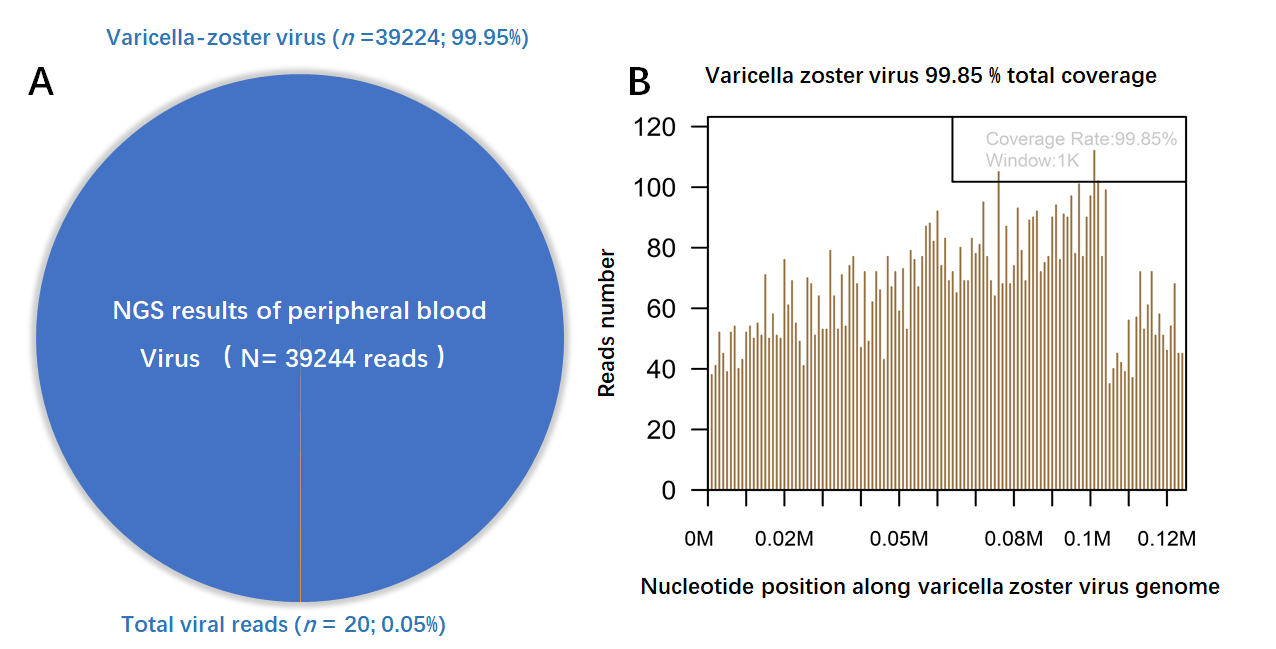 Varicella-zoster virus (n =39224; 99.95%)
A
NGS results of peripheral blood
Virus ( N= 39244 reads )
Total viral reads (n = 20; 0.05%)
B
Varicella zoster virus 99.85 % total coverage
Coverage Rate:99.85%
Window:1K
Reads number
120
100
80
60
40
20
0
0M 0.02M 0.05M 0.08M 0.1M 0.12M
Nucleotide position along varicella zoster virus genome